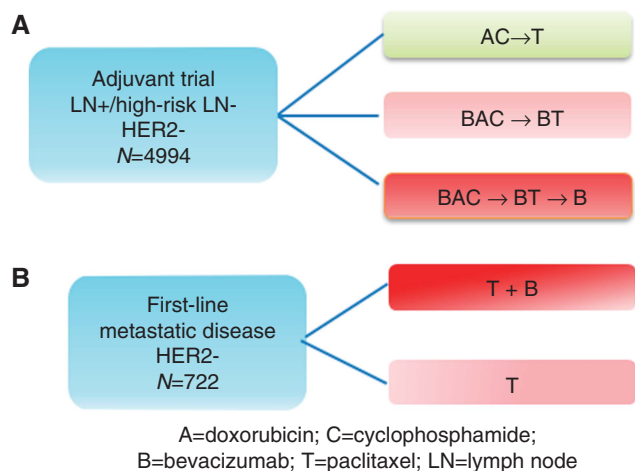 A
Adjuvant trial
LN+/high-risk LN-
HER2-
N=4994
AC→T
BAC → BT
BAC → BT → B
B
First-line
metastatic disease
HER2-
N=722
T + B
T
A=doxorubicin; C=cyclophosphamide;
B=bevacizumab; T=paclitaxel; LN=lymph node